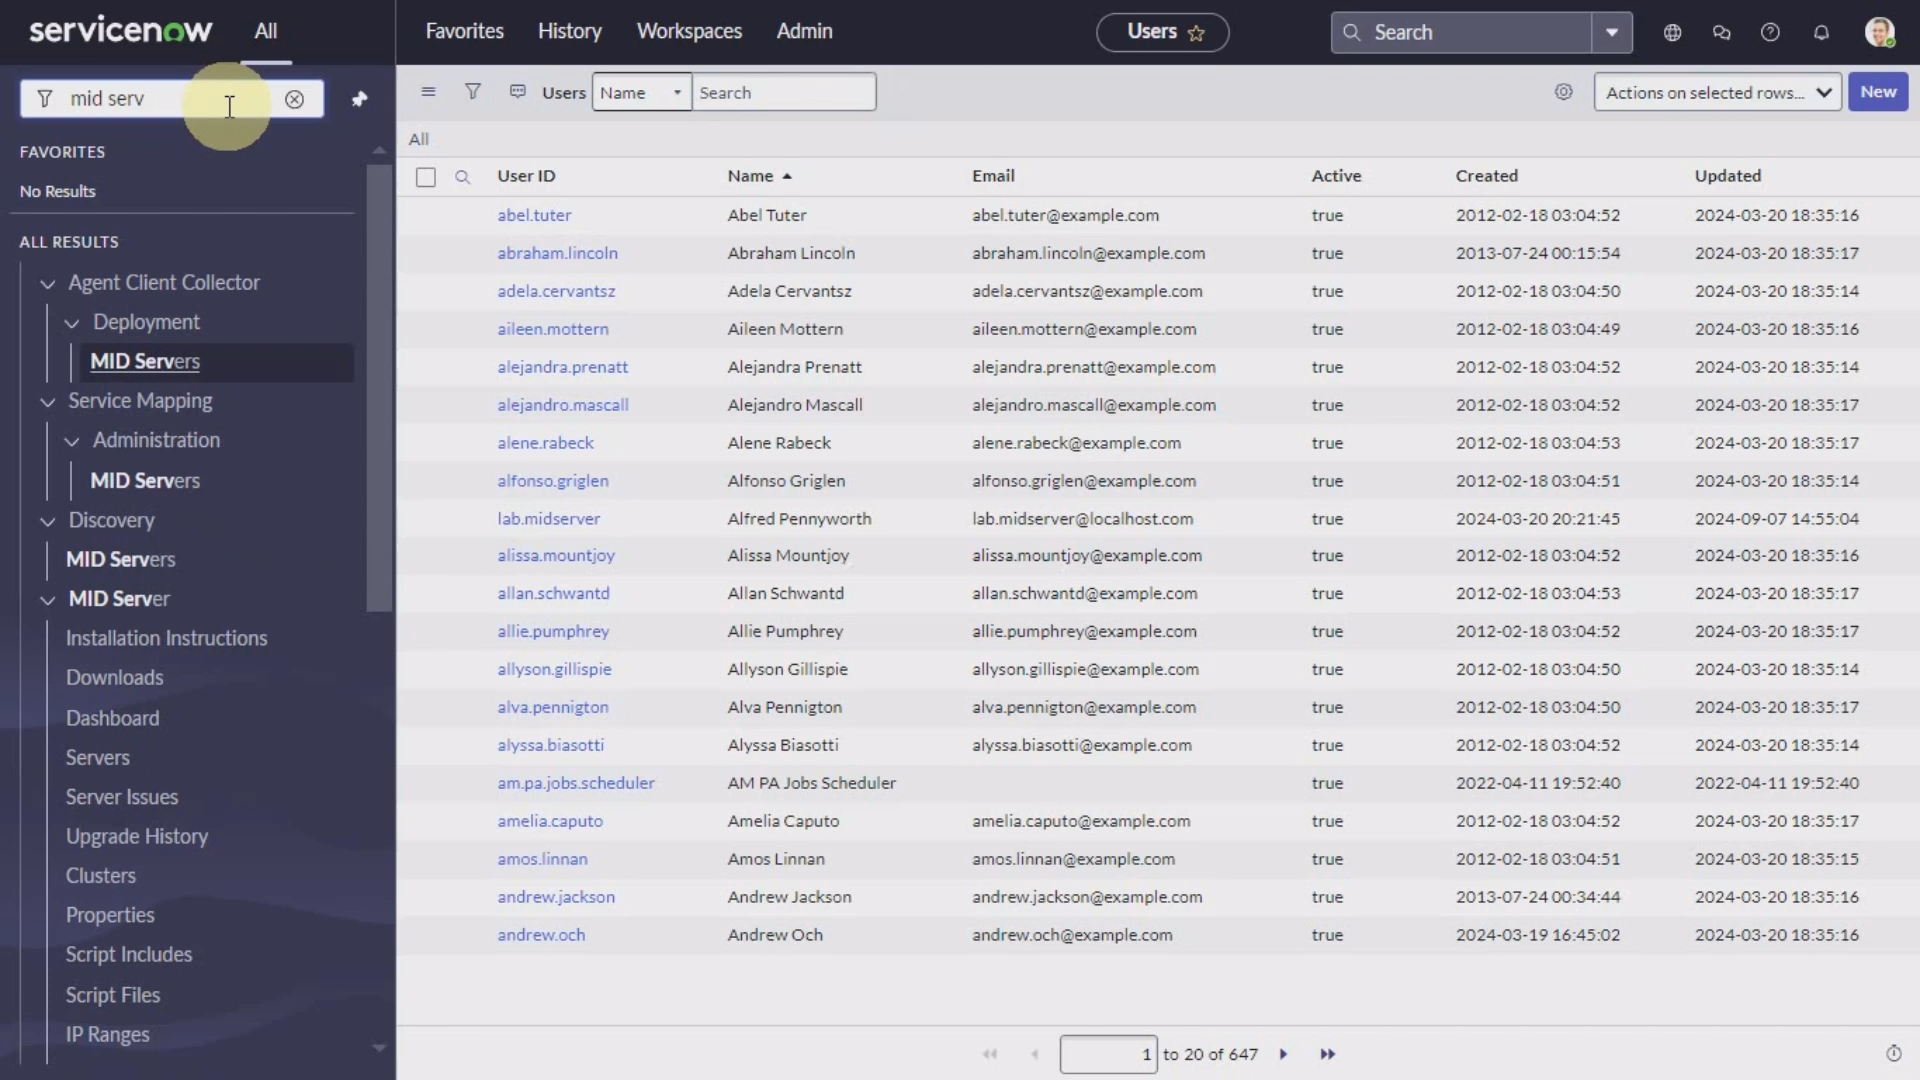 servicenow All Favorites History Workspaces Admin Users Search
mid serv
FAVORITES
No Results
ALL RESULTS
Agent Client Collector
Deployment
MID Servers
Service Mapping
Administration
MID Servers
Discovery
MID Servers
MID Server
Installation Instructions
Downloads
Dashboard
Servers
Server Issues
Upgrade History
Clusters
Properties
Script Includes
Script Files
IP Ranges
Users Name Search Actions on selected rows... New
All
User ID Name Email Active Created Updated
abel.tuter Abel Tuter abel.tuter@example.com true 2012-02-18 03:04:52 2024-03-20 18:35:16
abraham.lincoln Abraham Lincoln abraham.lincoln@example.com true 2013-07-24 00:15:54 2024-03-20 18:35:17
adela.cervantsz Adela Cervantsz adela.cervantsz@example.com true 2012-02-18 03:04:50 2024-03-20 18:35:14
aileen.mottern Aileen Mottern aileen.mottern@example.com true 2012-02-18 03:04:49 2024-03-20 18:35:16
alejandra.prenatt Alejandra Prenatt alejandra.prenatt@example.com true 2012-02-18 03:04:52 2024-03-20 18:35:14
alejandro.mascall Alejandro Mascall alejandro.mascall@example.com true 2012-02-18 03:04:52 2024-03-20 18:35:17
alene.rabeck Alene Rabeck alene.rabeck@example.com true 2012-02-18 03:04:53 2024-03-20 18:35:17
alfonso.griglen Alfonso Griglen alfonso.griglen@example.com true 2012-02-18 03:04:51 2024-03-20 18:35:14
lab.midserver Alfred Pennyworth lab.midserver@localhost.com true 2024-03-20 20:21:45 2024-09-07 14:55:04
alissa.mountjoy Alissa Mountjoy alissa.mountjoy@example.com true 2012-02-18 03:04:52 2024-03-20 18:35:16
allan.schwantd Allan Schwantd allan.schwantd@example.com true 2012-02-18 03:04:53 2024-03-20 18:35:17
allie.pumphrey Allie Pumphrey allie.pumphrey@example.com true 2012-02-18 03:04:52 2024-03-20 18:35:17
allyson.gillispie Allyson Gillispie allyson.gillispie@example.com true 2012-02-18 03:04:50 2024-03-20 18:35:14
alva.pennigton Alva Pennigton alva.pennigton@example.com true 2012-02-18 03:04:50 2024-03-20 18:35:17
alyssa.biasotti Alyssa Biasotti alyssa.biasotti@example.com true 2012-02-18 03:04:52 2024-03-20 18:35:14
am.pa.jobs.scheduler AM PA Jobs Scheduler true 2022-04-11 19:52:40 2022-04-11 19:52:40
amelia.caputo Amelia Caputo amelia.caputo@example.com true 2012-02-18 03:04:52 2024-03-20 18:35:17
amos.linnan Amos Linnan amos.linnan@example.com true 2012-02-18 03:04:51 2024-03-20 18:35:15
andrew.jackson Andrew Jackson andrew.jackson@example.com true 2013-07-24 00:34:44 2024-03-20 18:35:16
andrew.och Andrew Och andrew.och@example.com true 2024-03-19 16:45:02 2024-03-20 18:35:16
1 to 20 of 647